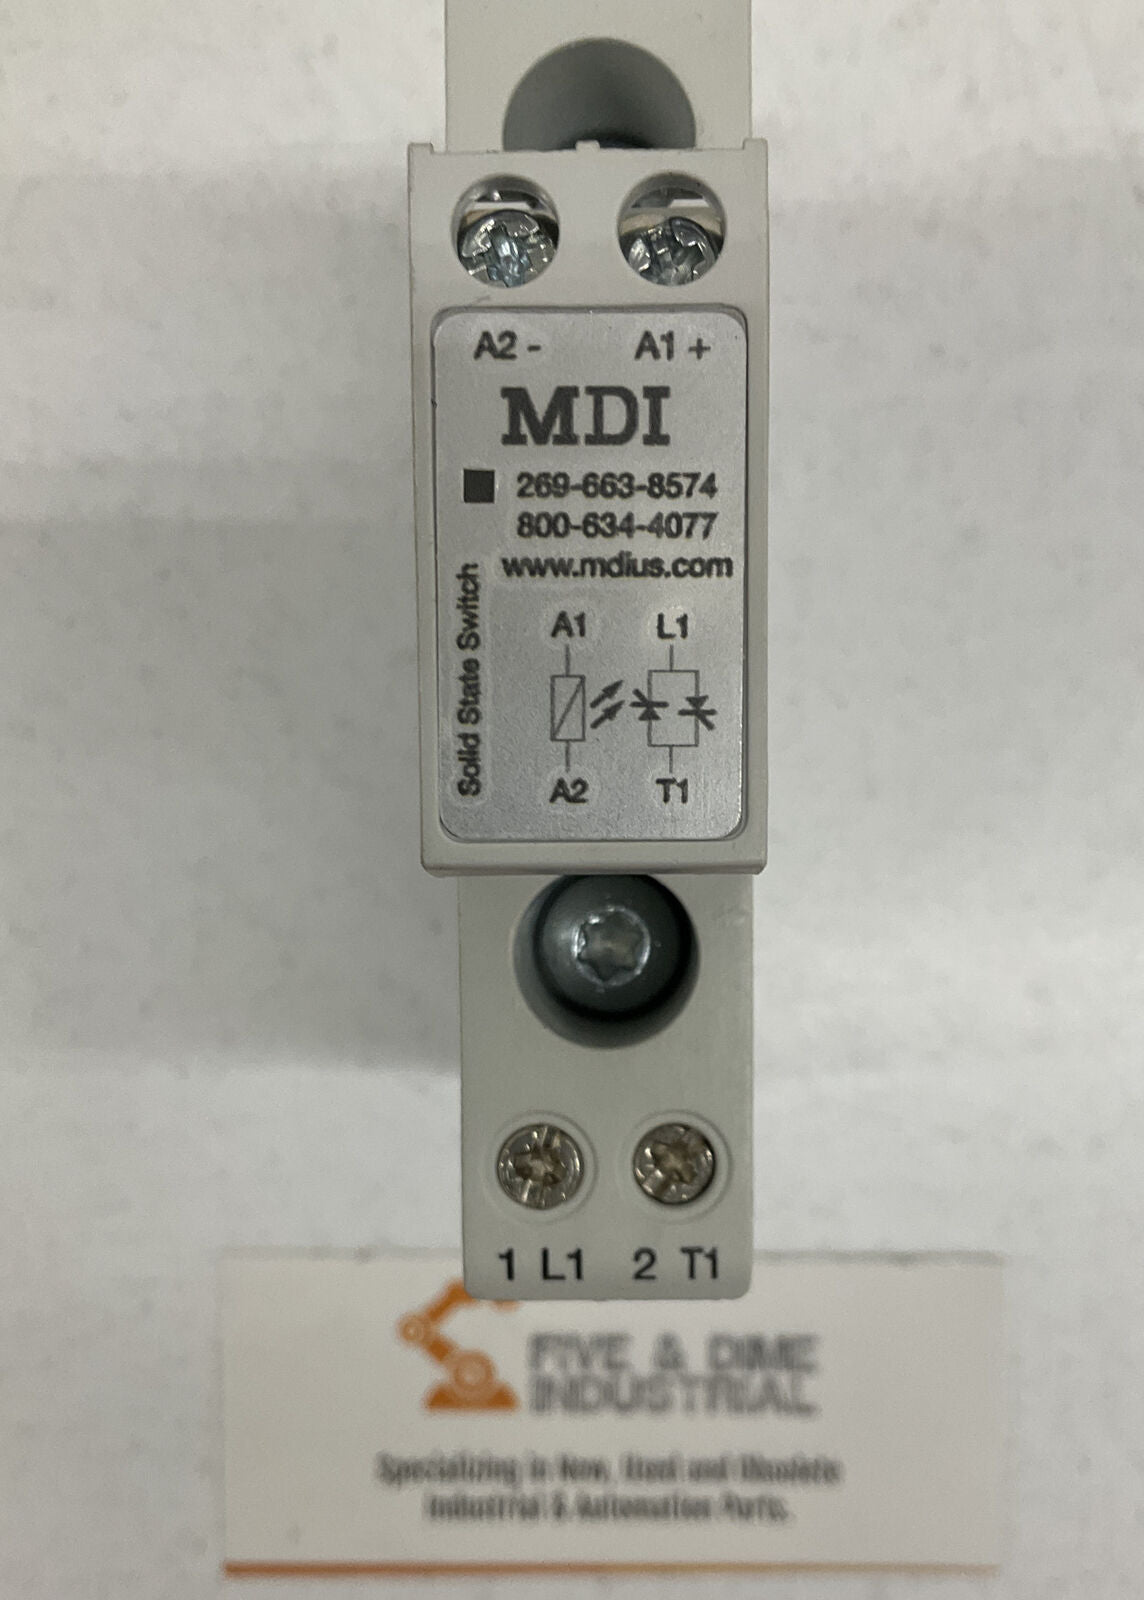 A2 - A1 +
MDI
269-663-8574
800-634-4077
www.mdius.com
Solid State Switch
A1 L1
A2 T1
1 L1 2 T1
FIVE & DIME
INDUSTRIAL
Specializing in New, Used and Obsolete
Industrial & Automation Parts.